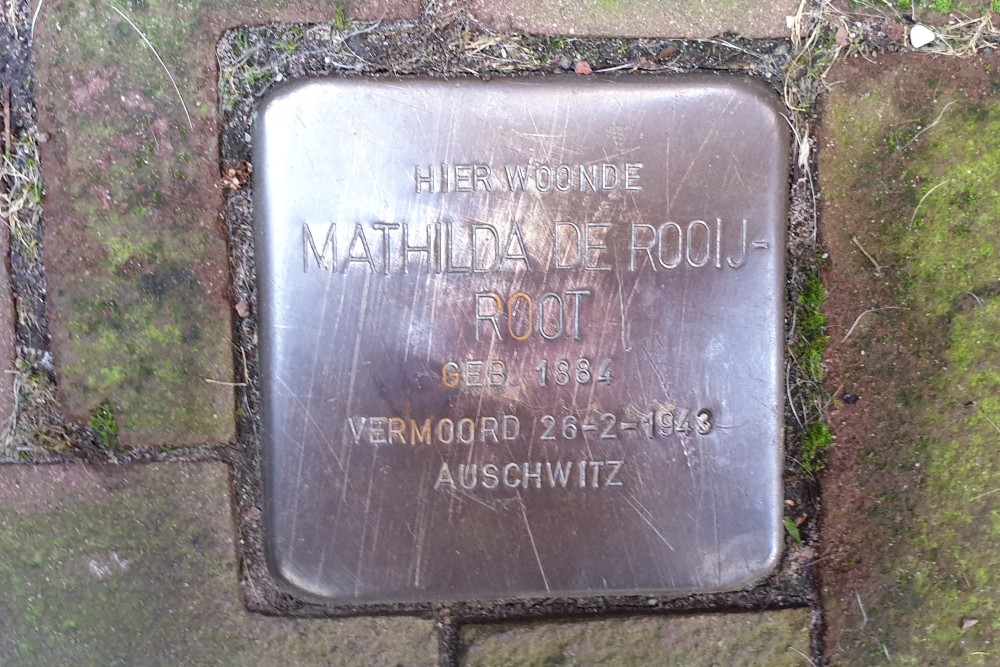 HIER WOONDE
MATHILDA DE ROOIJ-
ROOT
GEB. 1884
VERMOORD 26-2-1943
AUSCHWITZ